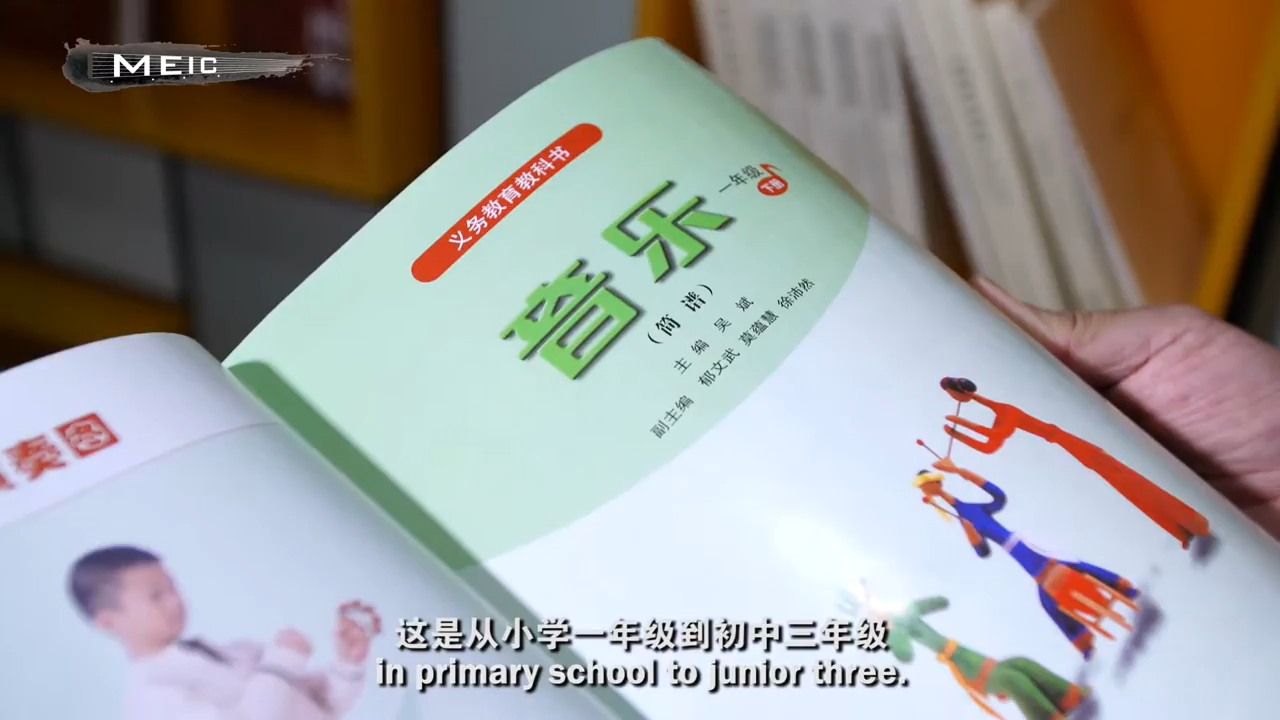 MEIC
义务教育教科书
音乐
一年级
下册
(简谱)
主编 吴斌
副主编 郁文武 莫蕴慧 徐沛然
奏
这是从小学一年级到初中三年级
in primary school to junior three.